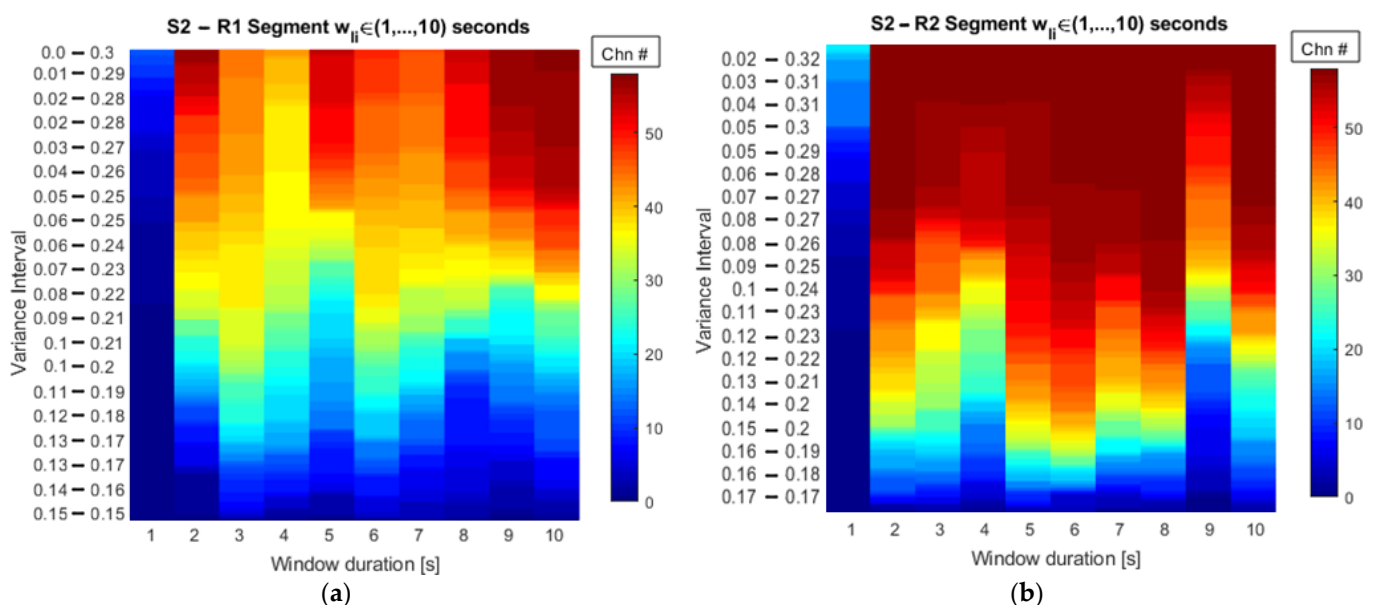 S2 – R1 Segment w_li∈(1,...,10) seconds
Chn #
Variance Interval
0.0 – 0.3
0.01 – 0.29
0.02 – 0.28
0.03 – 0.27
0.04 – 0.26
0.05 – 0.25
0.06 – 0.25
0.06 – 0.24
0.07 – 0.23
0.08 – 0.22
0.09 – 0.21
0.1 – 0.21
0.1 – 0.2
0.11 – 0.19
0.12 – 0.18
0.13 – 0.17
0.13 – 0.17
0.14 – 0.16
0.15 – 0.15
50
40
30
20
10
0
1 2 3 4 5 6 7 8 9 10
Window duration [s]
(a)
S2 – R2 Segment w_li∈(1,...,10) seconds
Chn #
Variance Interval
0.02 – 0.32
0.03 – 0.31
0.04 – 0.31
0.05 – 0.3
0.05 – 0.29
0.06 – 0.28
0.07 – 0.27
0.08 – 0.27
0.08 – 0.26
0.09 – 0.25
0.1 – 0.24
0.11 – 0.23
0.12 – 0.22
0.13 – 0.21
0.14 – 0.2
0.15 – 0.2
0.16 – 0.19
0.16 – 0.18
0.17 – 0.17
50
40
30
20
10
0
1 2 3 4 5 6 7 8 9 10
Window duration [s]
(b)